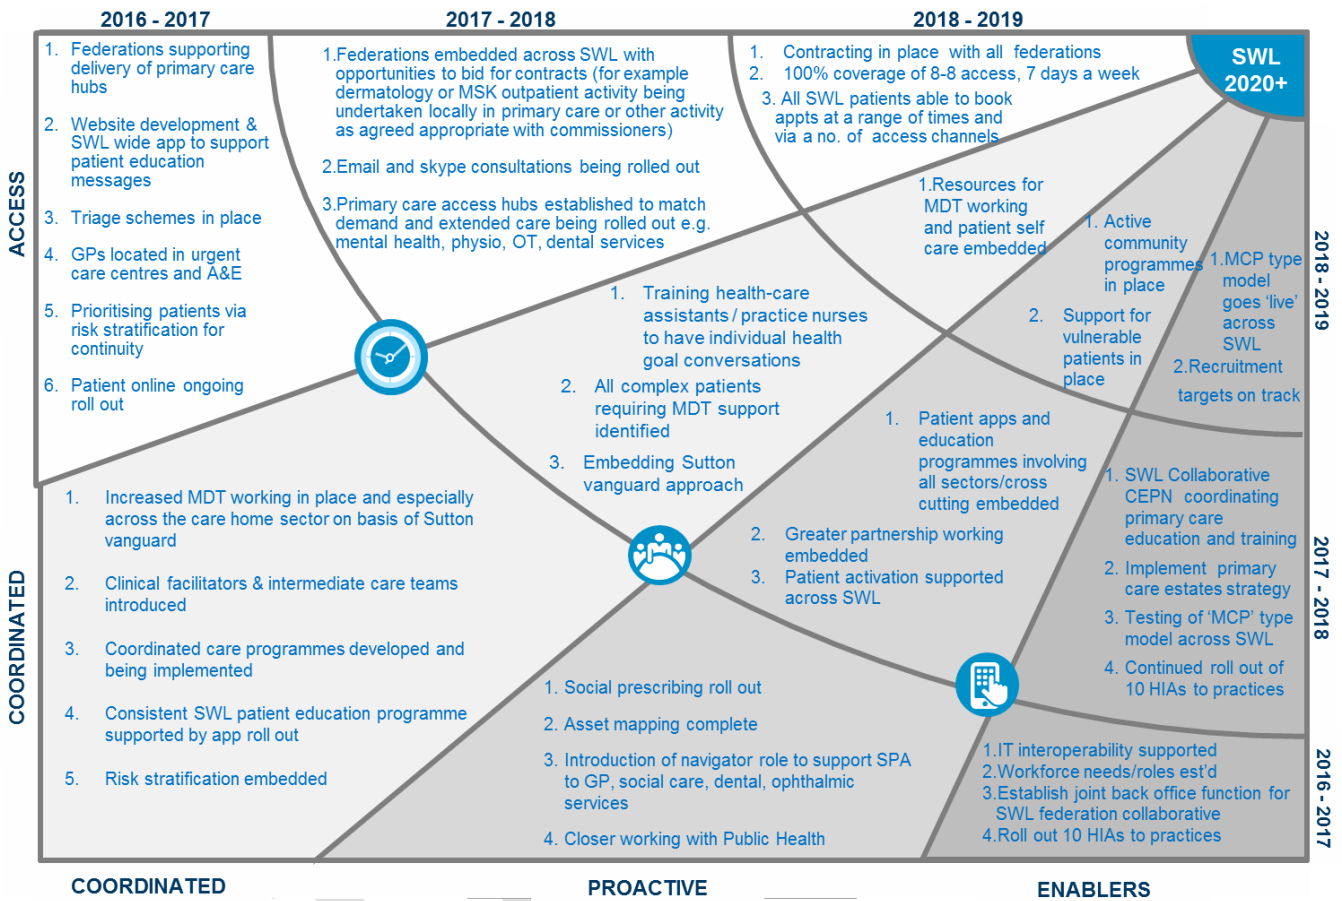 2016 - 2017
2017 - 2018
2018 - 2019
SWL
2020+
ACCESS
1. Federations supporting
delivery of primary care
hubs
2. Website development &
SWL wide app to support
patient education
messages
3. Triage schemes in place
4. GPs located in urgent
care centres and A&E
5. Prioritising patients via
risk stratification for
continuity
6. Patient online ongoing
roll out
1.Federations embedded across SWL with
opportunities to bid for contracts (for example
dermatology or MSK outpatient activity being
undertaken locally in primary care or other activity
as agreed appropriate with commissioners)
2.Email and skype consultations being rolled out
3.Primary care access hubs established to match
demand and extended care being rolled out e.g.
mental health, physio, OT, dental services
1. Contracting in place with all federations
2. 100% coverage of 8-8 access, 7 days a week
3. All SWL patients able to book
appts at a range of times and
via a no. of access channels
COORDINATED
1. Increased MDT working in place and especially
across the care home sector on basis of Sutton
vanguard
2. Clinical facilitators & intermediate care teams
introduced
3. Coordinated care programmes developed and
being implemented
4. Consistent SWL patient education programme
supported by app roll out
5. Risk stratification embedded
1. Training health-care
assistants / practice nurses
to have individual health
goal conversations
2. All complex patients
requiring MDT support
identified
3. Embedding Sutton
vanguard approach
1.Resources for
MDT working
and patient self
care embedded
1. Social prescribing roll out
2. Asset mapping complete
3. Introduction of navigator role to support SPA
to GP, social care, dental, ophthalmic
services
4. Closer working with Public Health
1. Patient apps and
education
programmes involving
all sectors/cross
cutting embedded
2. Greater partnership working
embedded
3. Patient activation supported
across SWL
1. Active
community
programmes
in place
2. Support for
vulnerable
patients in
place
1.MCP type
model
goes 'live'
across
SWL
2.Recruitment
targets on track
2018 - 2019
1. SWL Collaborative
CEPN coordinating
primary care
education and training
2. Implement primary
care estates strategy
3. Testing of 'MCP' type
model across SWL
4. Continued roll out of
10 HIAs to practices
2017 - 2018
1.IT interoperability supported
2.Workforce needs/roles est'd
3.Establish joint back office function for
SWL federation collaborative
4.Roll out 10 HIAs to practices
2016 - 2017
COORDINATED
PROACTIVE
ENABLERS